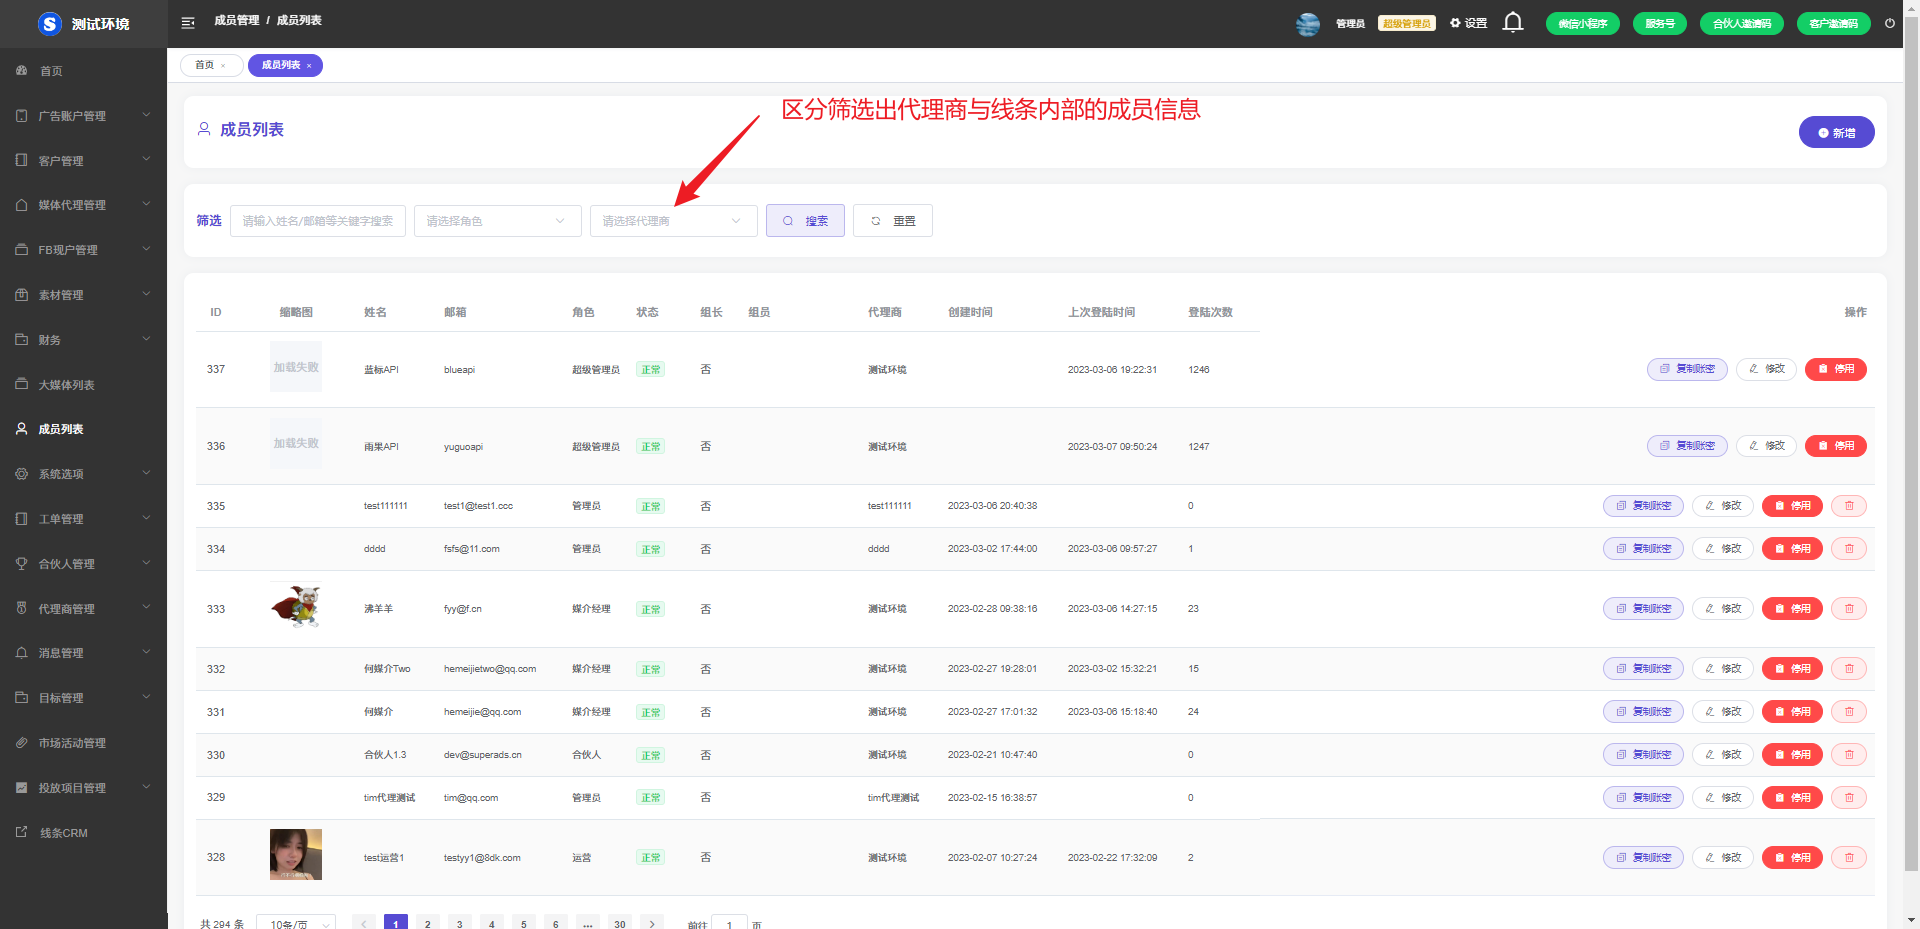 测试环境
成员管理 / 成员列表
管理员
超级管理员
设置
微信小程序
服务号
合伙人邀请码
客户邀请码
首页
广告账户管理
客户管理
媒体代理管理
FB现户管理
素材管理
财务
大媒体列表
成员列表
系统选项
工单管理
合伙人管理
代理商管理
消息管理
目标管理
市场活动管理
投放项目管理
线条CRM
首页 ×
成员列表 ×
区分筛选出代理商与线条内部的成员信息
成员列表
新增
筛选 请输入姓名/邮箱等关键字搜索 请选择角色 请选择代理商 搜索 重置
ID 缩略图 姓名 邮箱 角色 状态 组长 组员 代理商 创建时间 上次登陆时间 登陆次数 操作
337 加载失败 蓝标API blueapi 超级管理员 正常 否 测试环境 2023-03-06 19:22:31 1246 复制账密 修改 停用
336 加载失败 雨果API yuguoapi 超级管理员 正常 否 测试环境 2023-03-07 09:50:24 1247 复制账密 修改 停用
335 test111111 test1@test1.ccc 管理员 正常 否 test111111 2023-03-06 20:40:38 0 复制账密 修改 停用
334 dddd fsfs@11.com 管理员 正常 否 dddd 2023-03-02 17:44:00 2023-03-06 09:57:27 1 复制账密 修改 停用
333 沸羊羊 fyy@f.cn 媒介经理 正常 否 测试环境 2023-02-28 09:38:16 2023-03-06 14:27:15 23 复制账密 修改 停用
332 何媒介Two hemeijietwo@qq.com 媒介经理 正常 否 测试环境 2023-02-27 19:28:01 2023-03-02 15:32:21 15 复制账密 修改 停用
331 何媒介 hemeijie@qq.com 媒介经理 正常 否 测试环境 2023-02-27 17:01:32 2023-03-06 15:18:40 24 复制账密 修改 停用
330 合伙人1.3 dev@superads.cn 合伙人 正常 否 测试环境 2023-02-21 10:47:40 0 复制账密 修改 停用
329 tim代理测试 tim@qq.com 管理员 正常 否 tim代理测试 2023-02-15 16:38:57 0 复制账密 修改 停用
328 test运营1 testyy1@8dk.com 运营 正常 否 测试环境 2023-02-07 10:27:24 2023-02-22 17:32:09 2 复制账密 修改 停用
共 294 条 10条/页 1 2 3 4 5 6 ... 30 前往 1 页